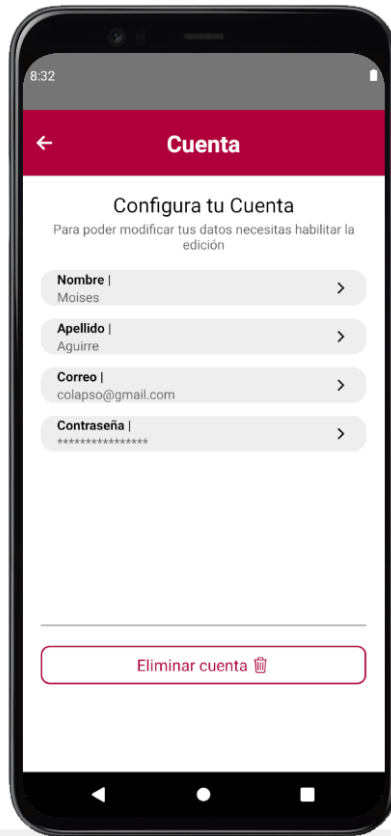 8:32
Cuenta
Configura tu Cuenta
Para poder modificar tus datos necesitas habilitar la
edición
Nombre |
Moises
Apellido |
Aguirre
Correo |
colapso@gmail.com
Contraseña |
****************
Eliminar cuenta